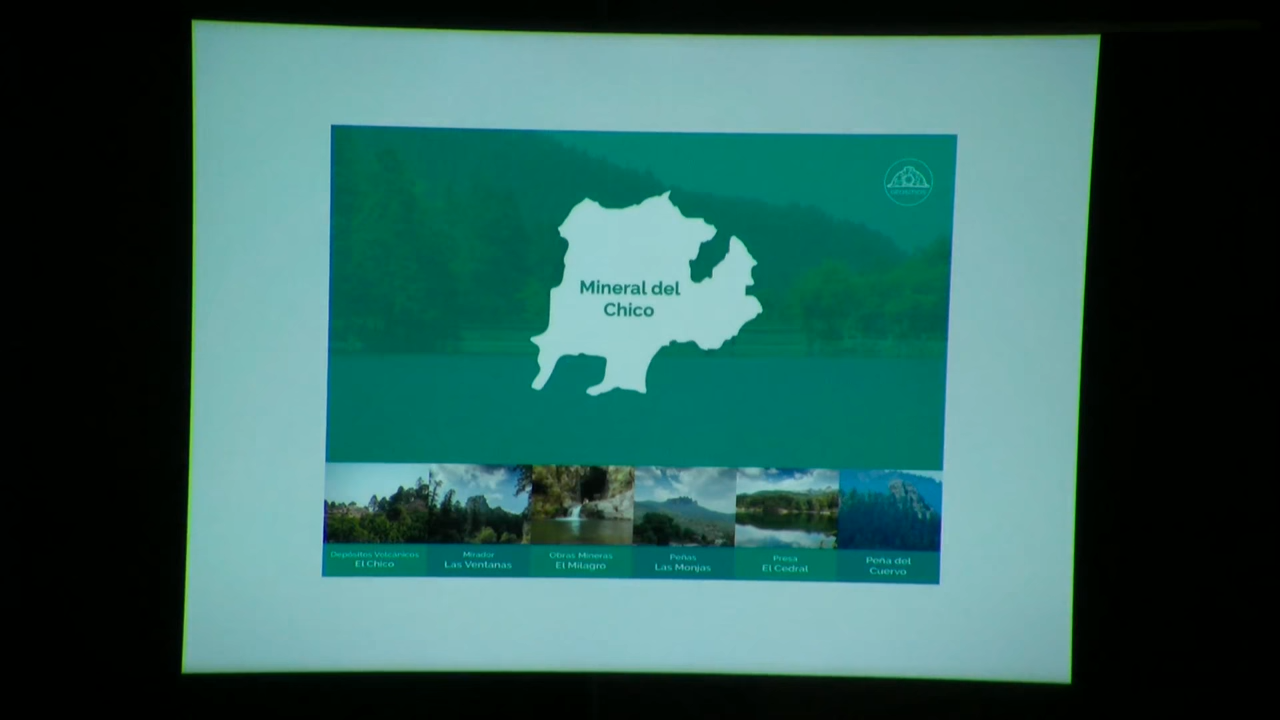 Mineral del
Chico
Depósitos Volcánicos
El Chico
Mirador
Las Ventanas
Obras Mineras
El Milagro
Peñas
Las Monjas
Presa
El Cedral
Peña del
Cuervo